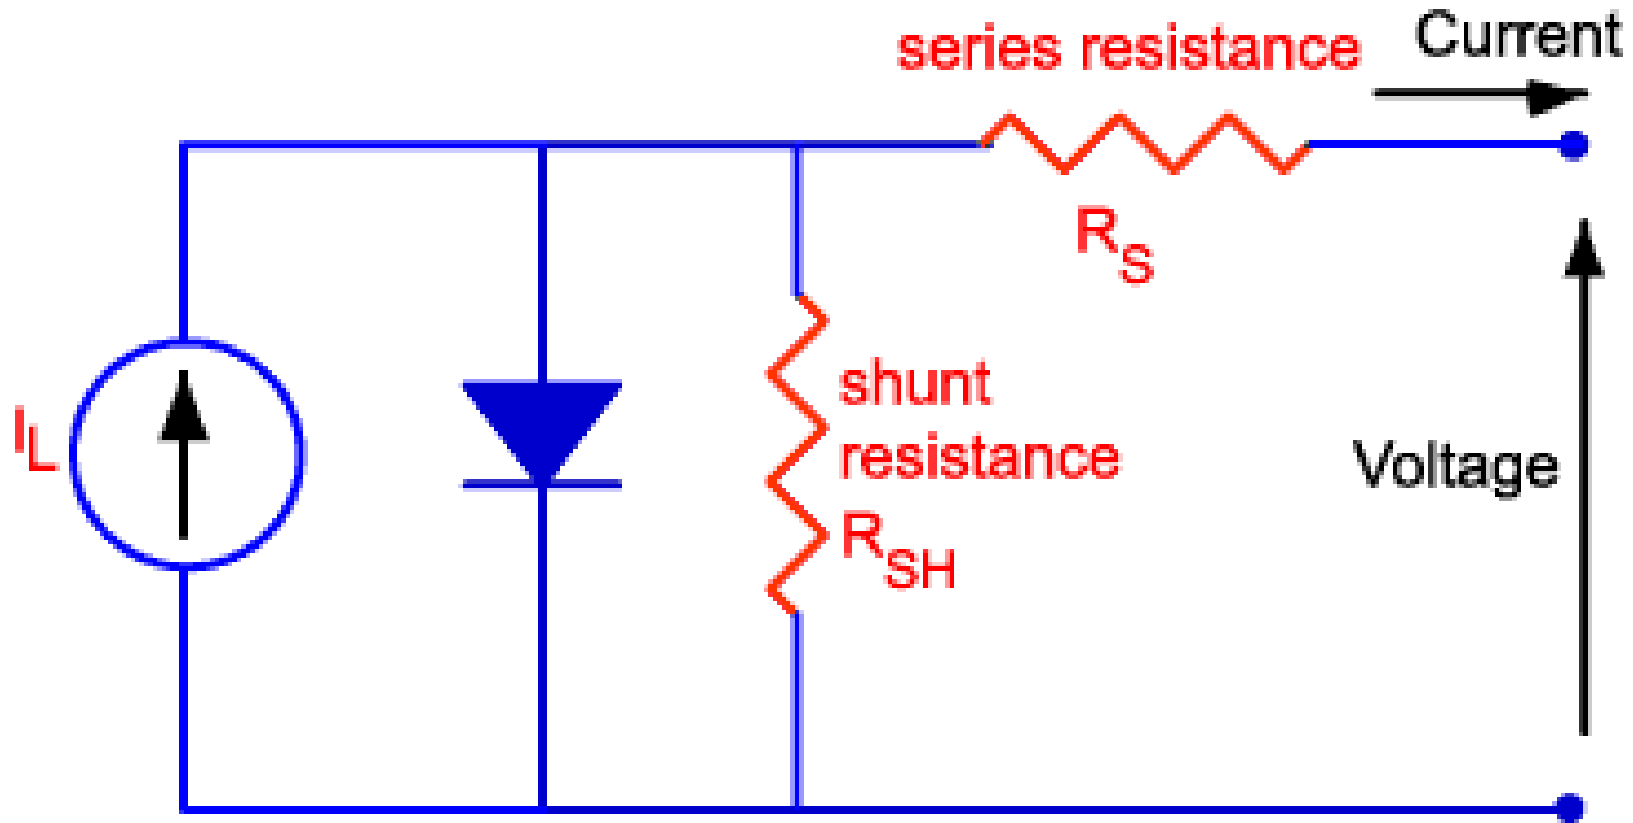 Current
series resistance
RS
IL
shunt
resistance
RSH
Voltage